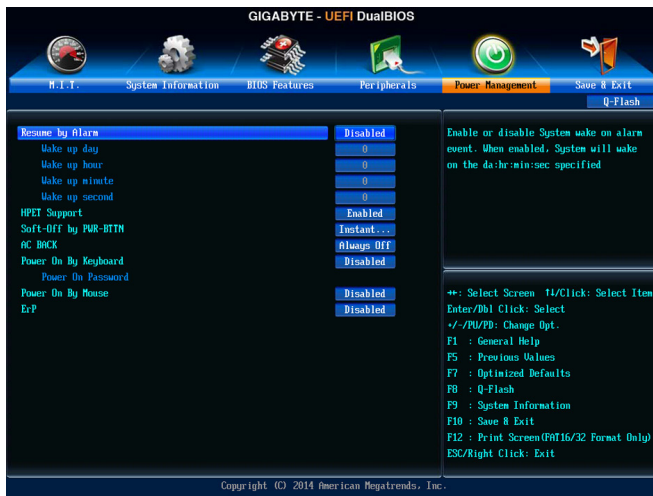 GIGABYTE - UEFI DualBIOS
M.I.T. System Information BIOS Features Peripherals Power Management Save & Exit
Q-Flash
Resume by Alarm Disabled
Wake up day 0
Wake up hour 0
Wake up minute 0
Wake up second 0
HPET Support Enabled
Soft-Off by PWR-BTTN Instant...
AC BACK Always Off
Power On By Keyboard Disabled
Power On Password
Power On By Mouse Disabled
ErP Disabled
Enable or disable System wake on alarm
event. When enabled, System will wake
on the da:hr:min:sec specified
→←: Select Screen ↑↓/Click: Select Item
Enter/Dbl Click: Select
+/-/PU/PD: Change Opt.
F1 : General Help
F5 : Previous Values
F7 : Optimized Defaults
F8 : Q-Flash
F9 : System Information
F10 : Save & Exit
F12 : Print Screen(FAT16/32 Format Only)
ESC/Right Click: Exit
Copyright (C) 2014 American Megatrends, Inc.